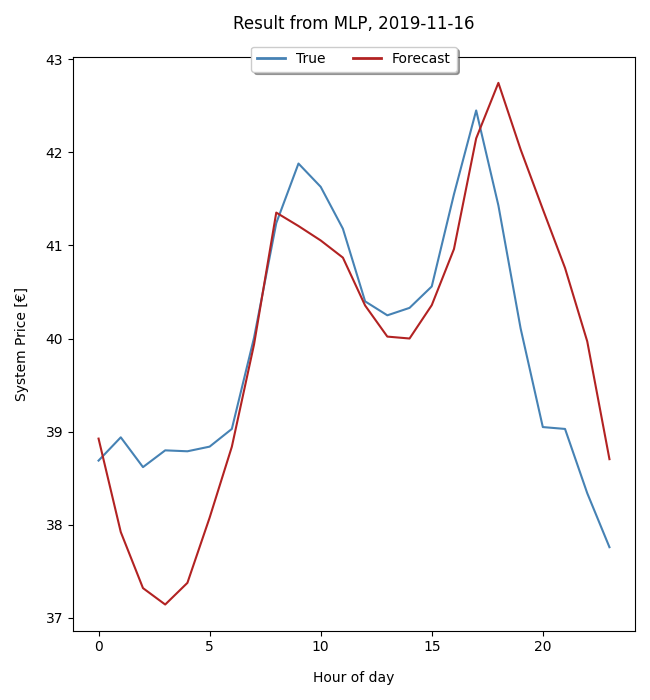 Result from MLP, 2019-11-16
True Forecast
43
42
41
40
39
38
37
System Price [€]
0 5 10 15 20
Hour of day